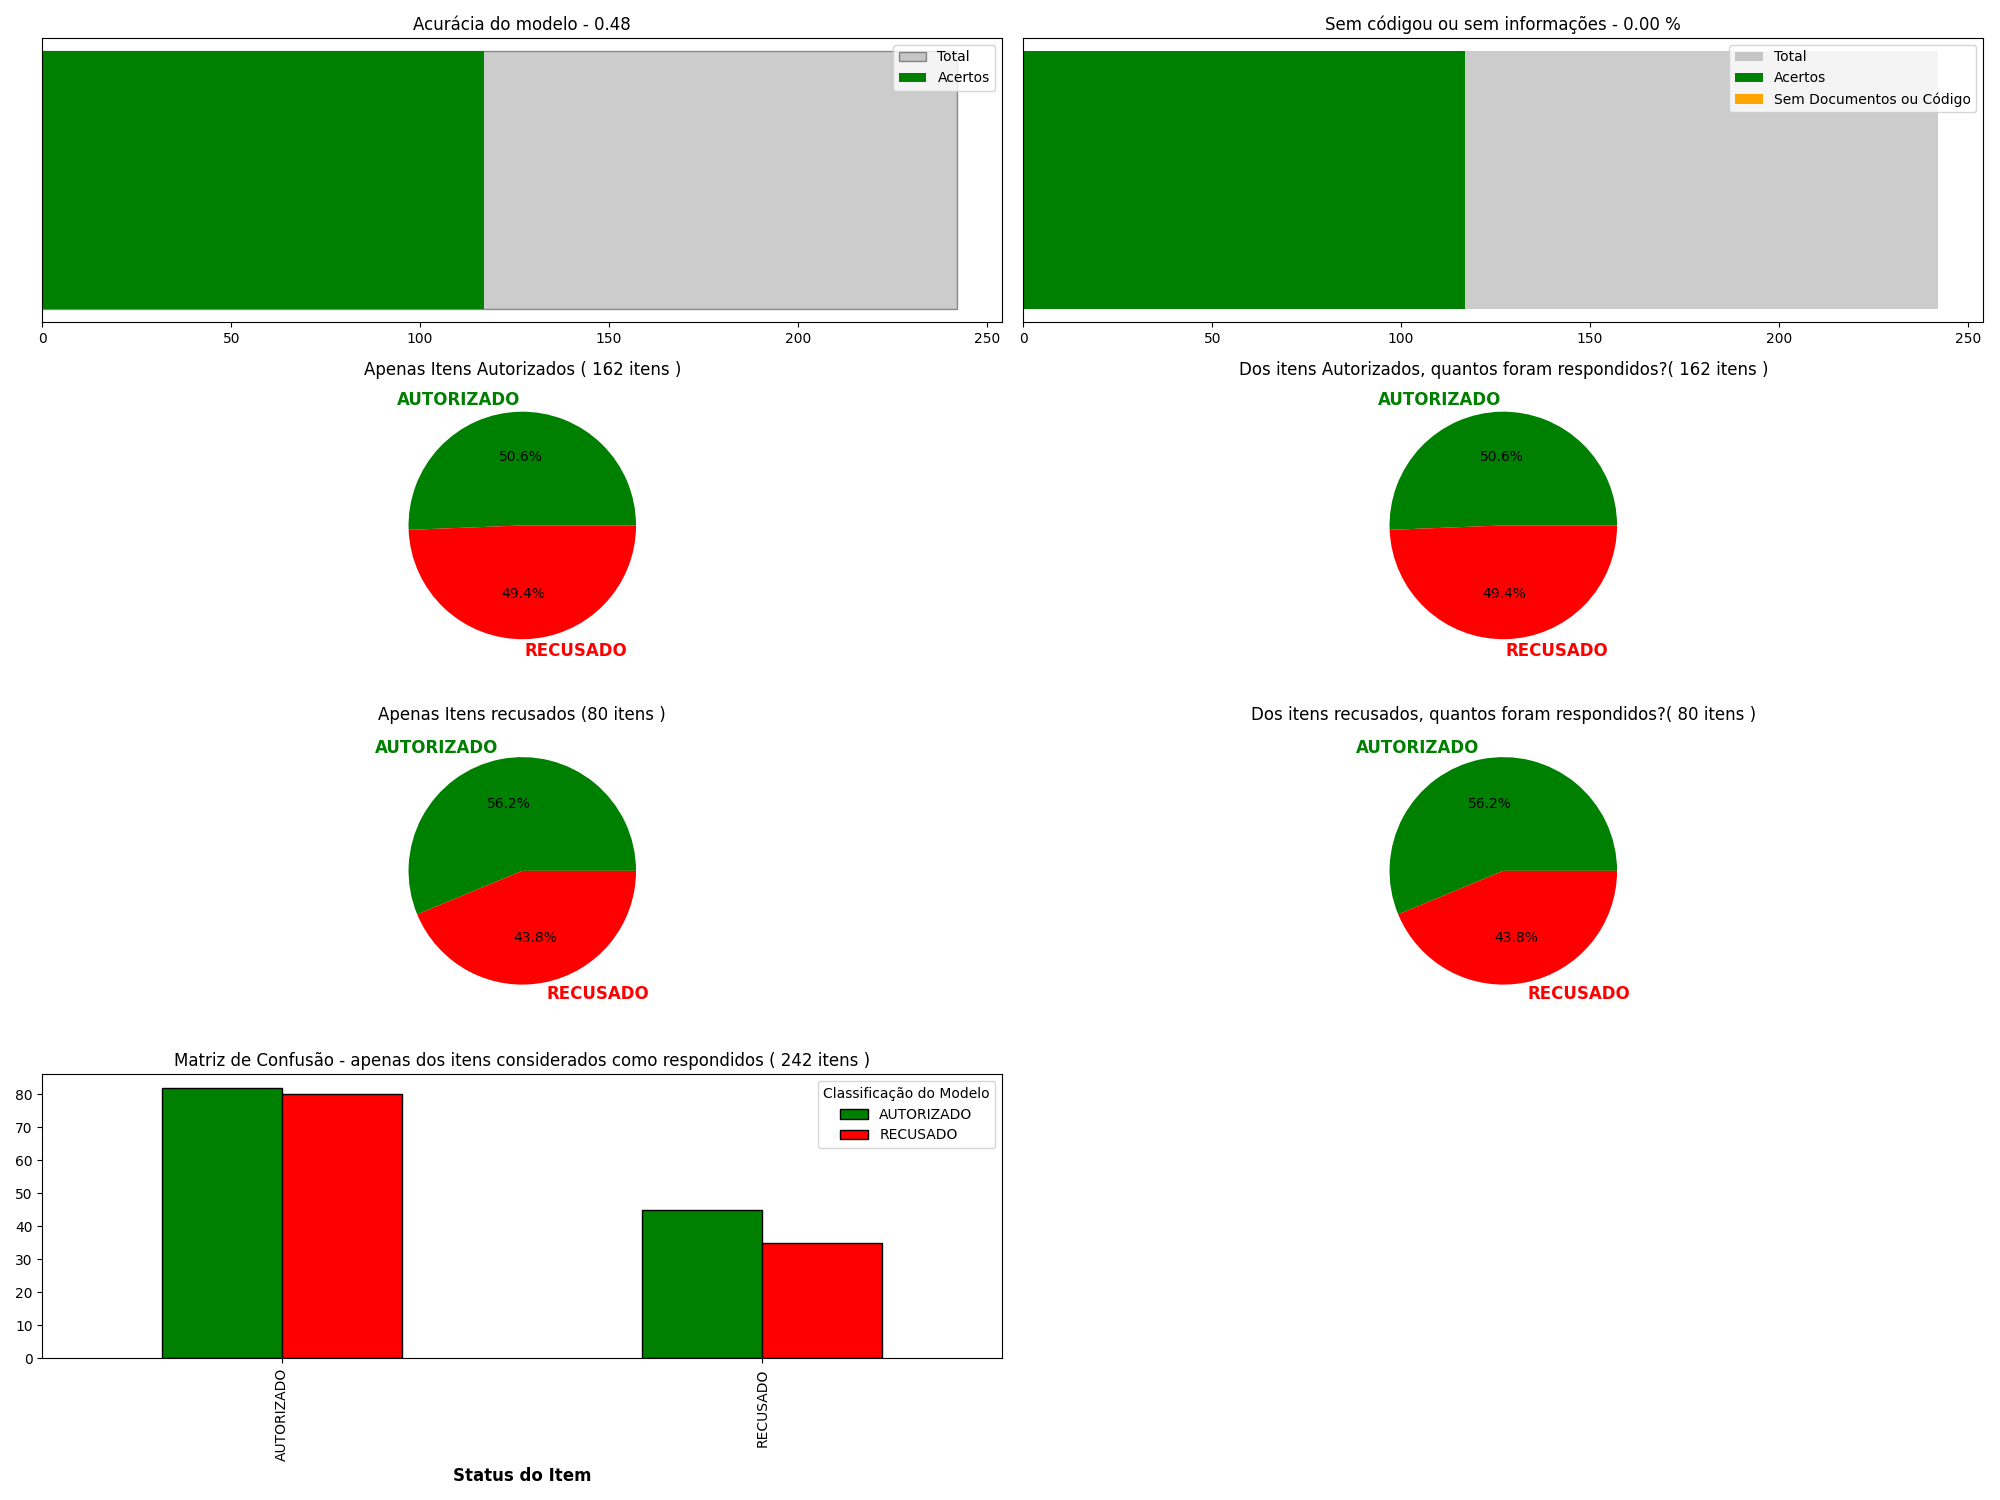 Acurácia do modelo - 0.48
Total
Acertos
0 50 100 150 200 250
Sem códigou ou sem informações - 0.00 %
Total
Acertos
Sem Documentos ou Código
0 50 100 150 200 250
Apenas Itens Autorizados ( 162 itens )
AUTORIZADO
50.6%
49.4%
RECUSADO
Dos itens Autorizados, quantos foram respondidos?( 162 itens )
AUTORIZADO
50.6%
49.4%
RECUSADO
Apenas Itens recusados (80 itens )
AUTORIZADO
56.2%
43.8%
RECUSADO
Dos itens recusados, quantos foram respondidos?( 80 itens )
AUTORIZADO
56.2%
43.8%
RECUSADO
Matriz de Confusão - apenas dos itens considerados como respondidos ( 242 itens )
Classificação do Modelo
AUTORIZADO
RECUSADO
80
70
60
50
40
30
20
10
0
AUTORIZADO
RECUSADO
Status do Item